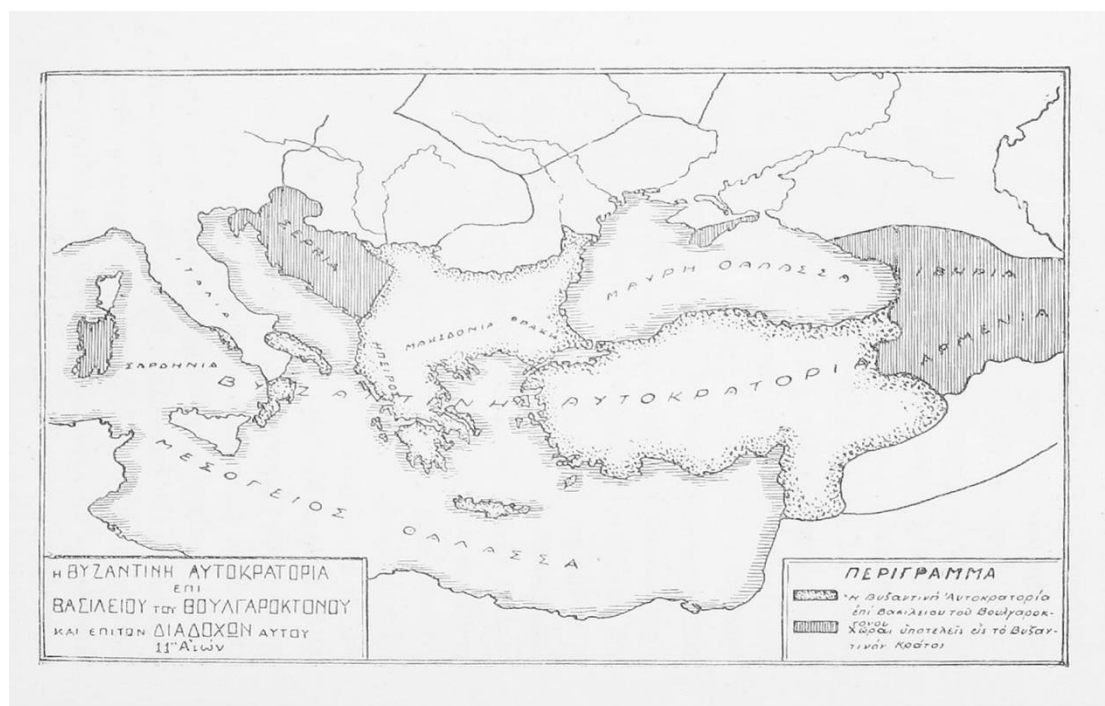 ΣΕΡΒΙΑ
ΙΤΑΛΙΑ
ΜΑΥΡΗ ΘΑΛΑΣΣΑ
ΙΒΗΡΙΑ
ΑΡΜΕΝΙΑ
ΜΑΚΕΔΟΝΙΑ ΘΡΑΚΗ
ΗΠΕΙΡΟΣ
ΣΑΡΔΗΝΙΑ
ΒΥΖΑΝΤΙΝΗ ΑΥΤΟΚΡΑΤΟΡΙΑ
ΜΕΣΟΓΕΙΟΣ ΘΑΛΑΣΣΑ
Η ΒΥΖΑΝΤΙΝΗ ΑΥΤΟΚΡΑΤΟΡΙΑ
ΕΠΙ
ΒΑΣΙΛΕΙΟΥ ΤΟΥ ΒΟΥΛΓΑΡΟΚΤΟΝΟΥ
ΚΑΙ ΕΠΙ ΤΩΝ ΔΙΑΔΟΧΩΝ ΑΥΤΟΥ
11ος Αἰών
ΠΕΡΙΓΡΑΜΜΑ
Ἡ Βυζαντινή Αὐτοκρατορία
ἐπί Βασιλείου τοῦ Βουλγαροκ-
τονου
Χῶραι ὑποτελεῖς εἰς τό Βυζαν-
τινόν Κράτος